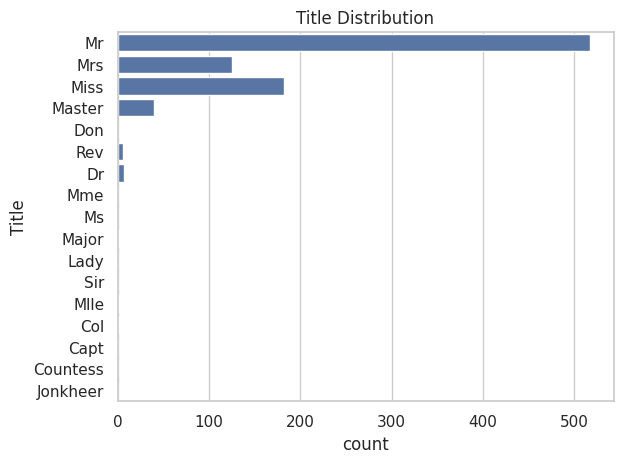 Title Distribution
Mr
Mrs
Miss
Master
Don
Rev
Dr
Mme
Ms
Major
Lady
Sir
Mlle
Col
Capt
Countess
Jonkheer
Title
0 100 200 300 400 500
count